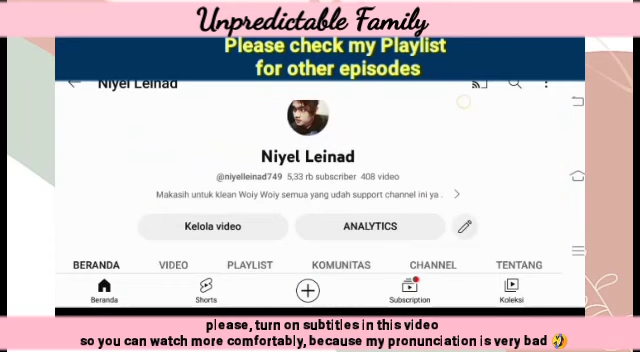 Unpredictable Family
Please check my Playlist
for other episodes
Niyel Leinad
Niyel Leinad
@niyelleinad749 5,33 rb subscriber 408 video
Makasih untuk klean Woiy Woiy semua yang udah support channel ini ya .
Kelola video
ANALYTICS
BERANDA VIDEO PLAYLIST KOMUNITAS CHANNEL TENTANG
Beranda Shorts Subscription Koleksi
please, turn on subtitles in this video
so you can watch more comfortably, because my pronunciation is very bad 🤣